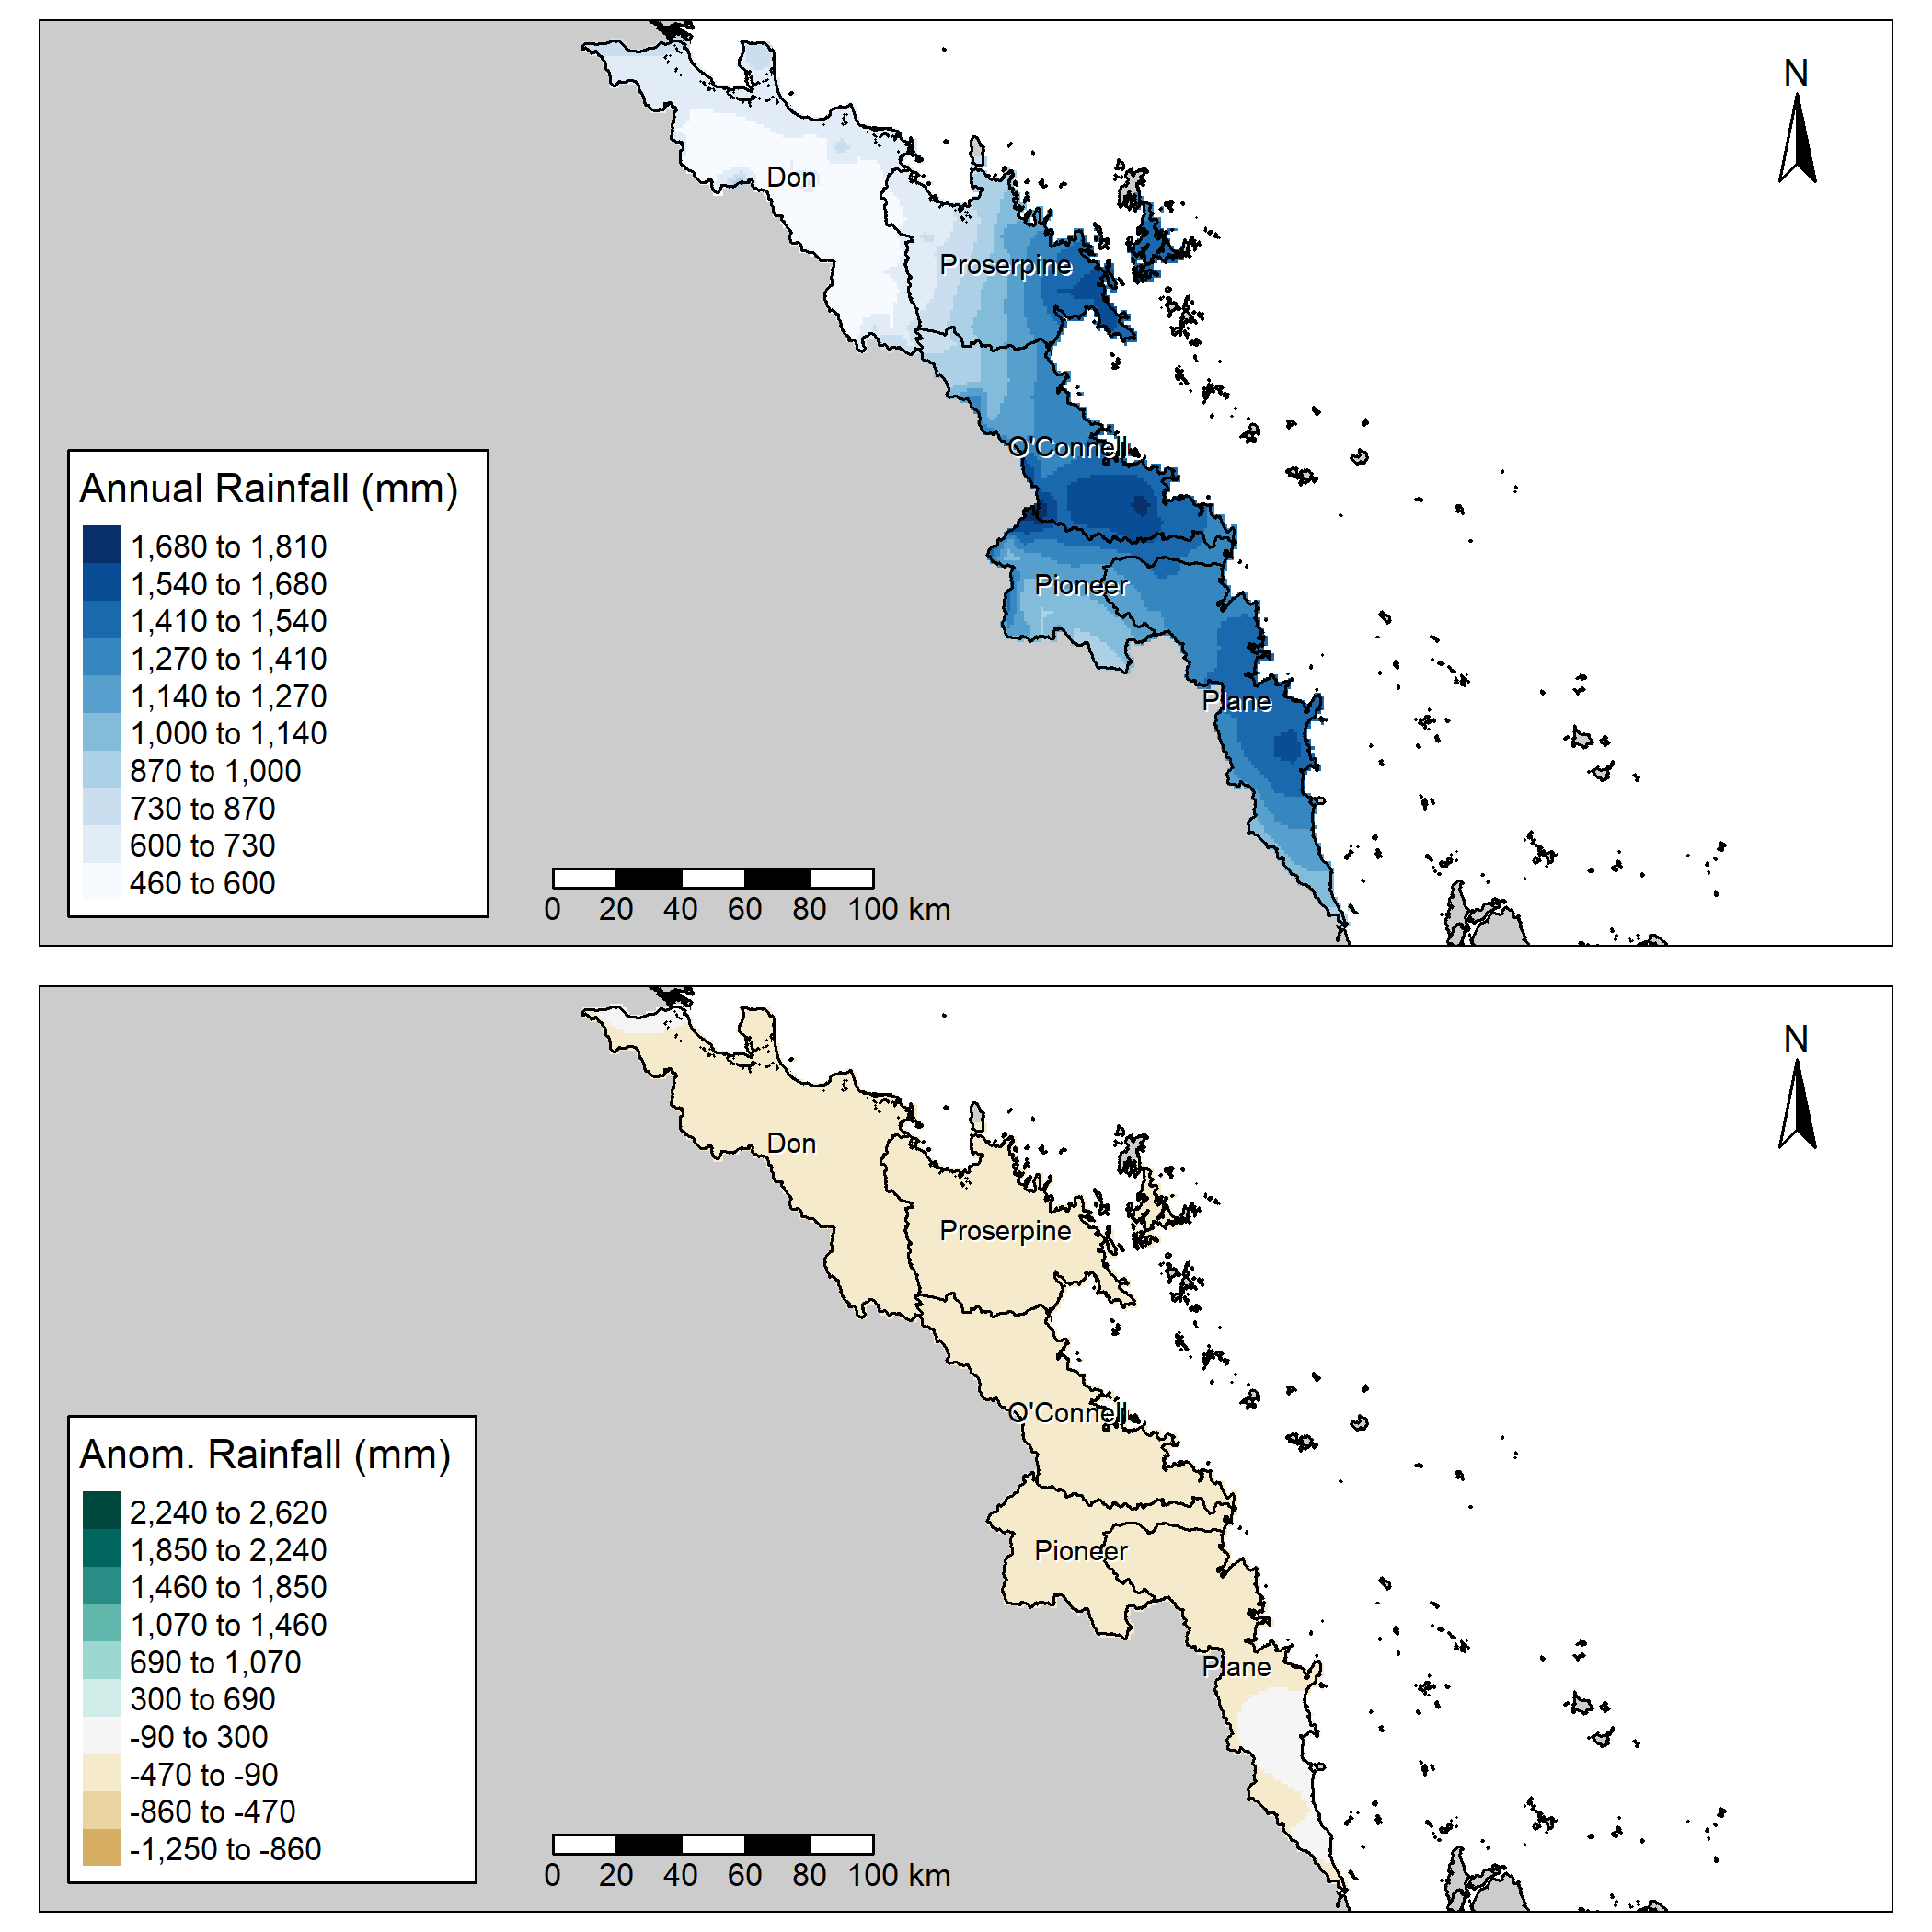 N
Don
Proserpine
O'Connell
Pioneer
Plane
Annual Rainfall (mm)
1,680 to 1,810
1,540 to 1,680
1,410 to 1,540
1,270 to 1,410
1,140 to 1,270
1,000 to 1,140
870 to 1,000
730 to 870
600 to 730
460 to 600
0 20 40 60 80 100 km
N
Don
Proserpine
O'Connell
Pioneer
Plane
Anom. Rainfall (mm)
2,240 to 2,620
1,850 to 2,240
1,460 to 1,850
1,070 to 1,460
690 to 1,070
300 to 690
-90 to 300
-470 to -90
-860 to -470
-1,250 to -860
0 20 40 60 80 100 km